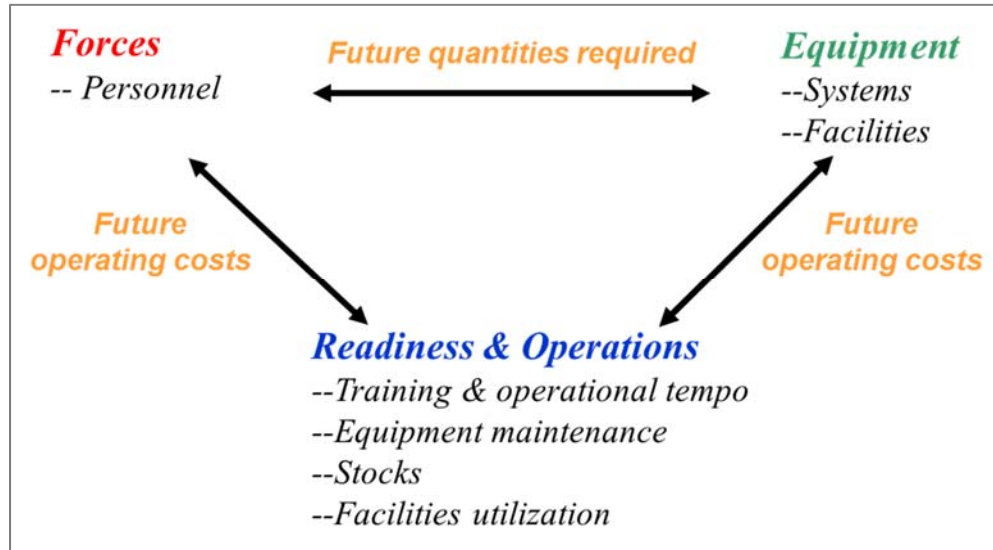 Forces
-- Personnel
Future quantities required
Equipment
--Systems
--Facilities
Future
operating costs
Future
operating costs
Readiness & Operations
--Training & operational tempo
--Equipment maintenance
--Stocks
--Facilities utilization